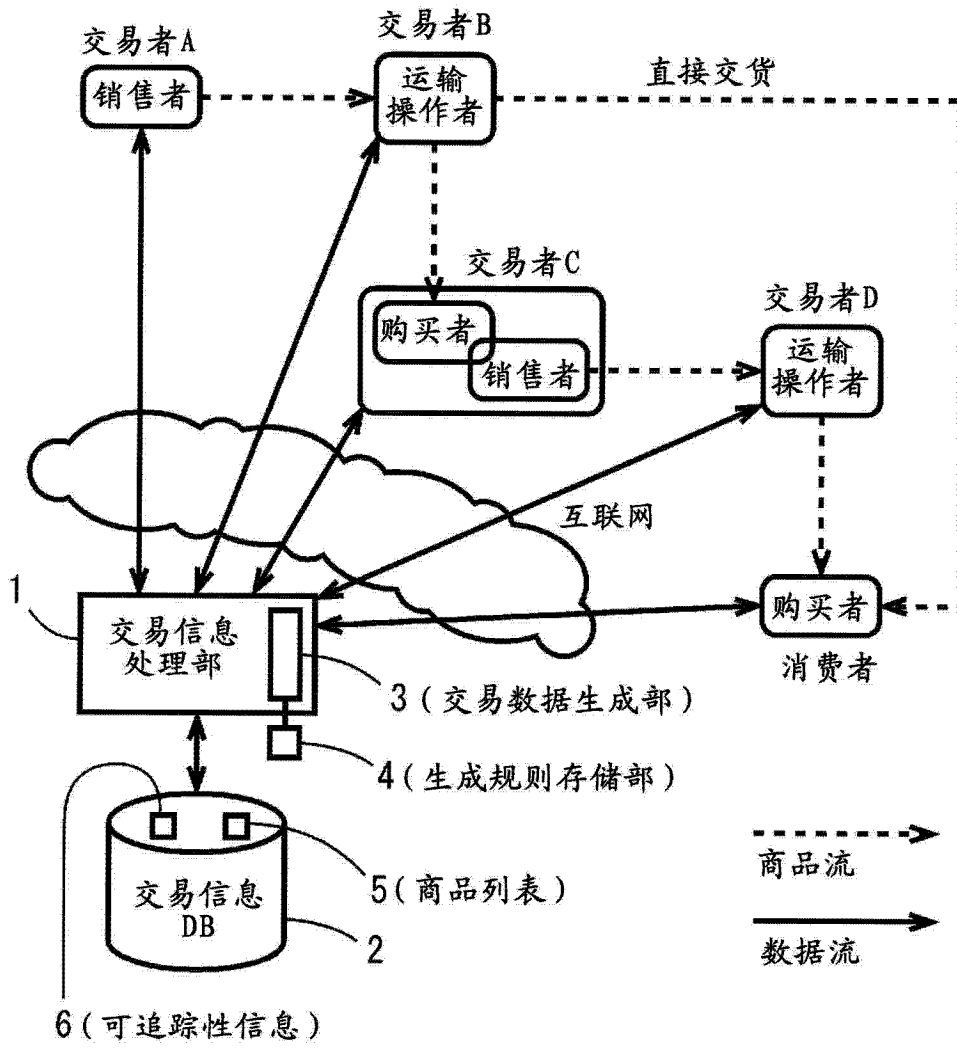 交易者A
销售者
交易者B
运输
操作者
直接交货
交易者C
购买者
销售者
交易者D
运输
操作者
互联网
购买者
消费者
1
交易信息
处理部
3(交易数据生成部)
4(生成规则存储部)
交易信息
DB
5(商品列表)
2
6(可追踪性信息)
商品流
数据流